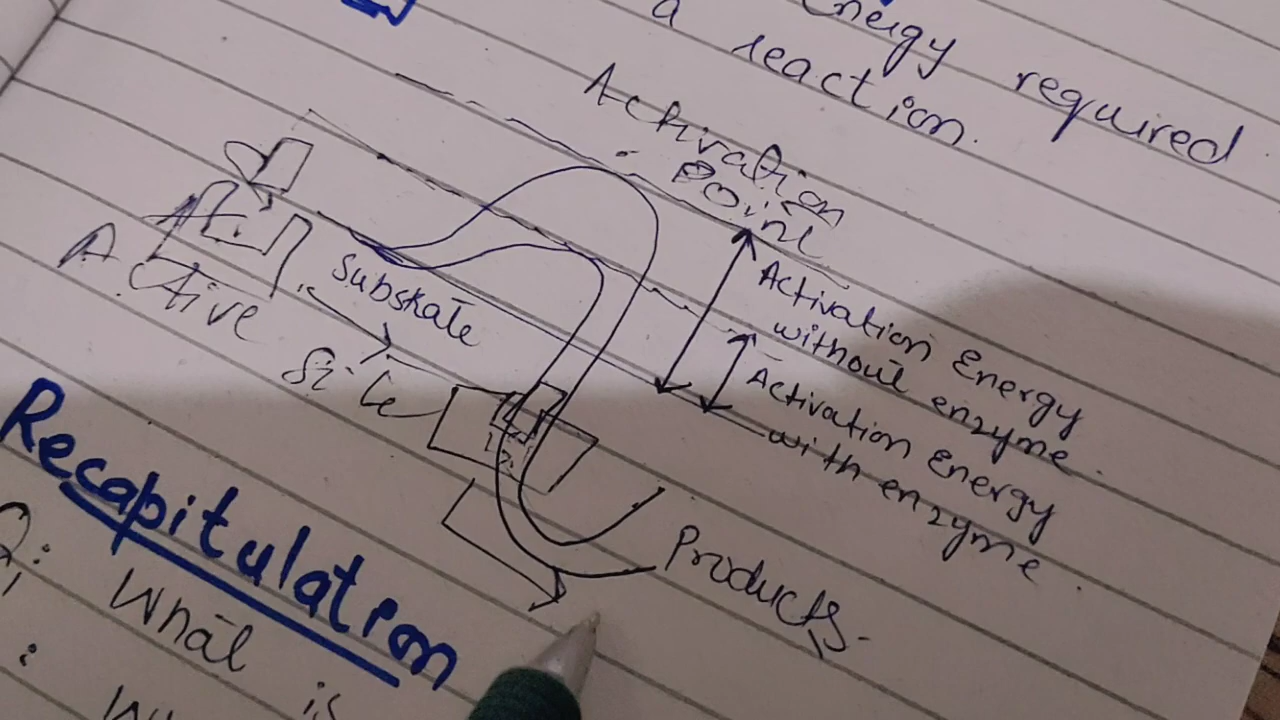 Energy required
a reaction.
Activation
Point
Substrate
Active Site
Activation Energy
without enzyme.
Activation Energy
with enzyme.
Products.
Recapitulation
Q: What is